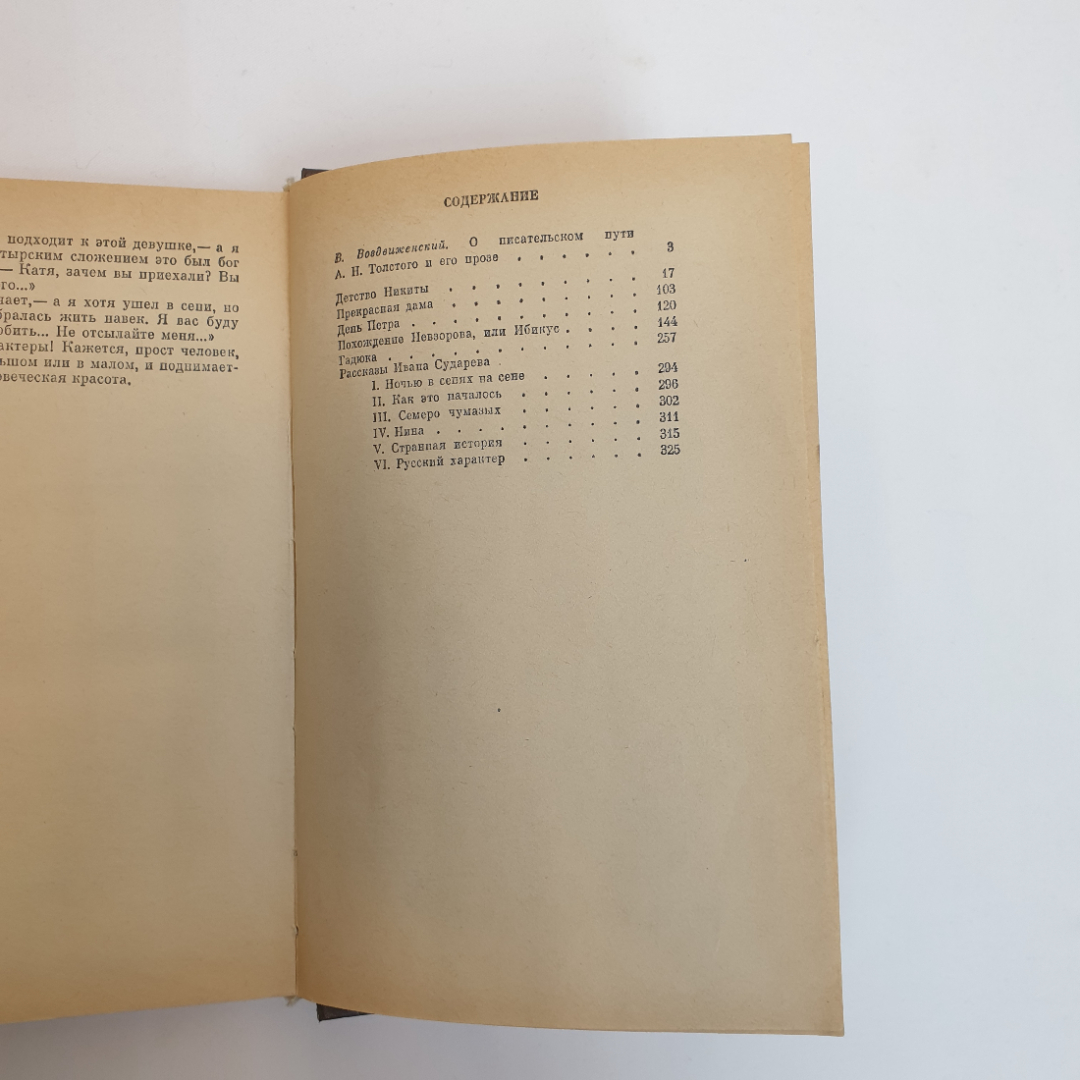 подходит к этой девушке,— а я
тырским сложением это был бог
— Катя, зачем вы приехали? Вы
го...»
чает,— а я хотя ушел в сени, но
бралась жить навек. Я вас буду
юбить... Не отсылайте меня...»
актеры! Кажется, прост человек,
льшом или в малом, и поднимает-
овеческая красота.
СОДЕРЖАНИЕ
В. Воздвиженский. О писательском пути
А. Н. Толстого и его прозе . . . . . . 3
Детство Никиты . . . . . . . . 17
Прекрасная дама . . . . . . . . 103
День Петра . . . . . . . . . 120
Похождение Невзорова, или Ибикус . . . . 144
Гадюка . . . . . . . . . . 257
Рассказы Ивана Сударева
I. Ночью в сенях на сене . . . . . 294
II. Как это началось . . . . . . 296
III. Семеро чумазых . . . . . . 302
IV. Нина . . . . . . . . . 311
V. Странная история . . . . . . 315
VI. Русский характер . . . . . . 325